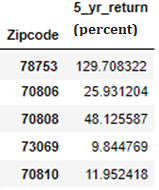 5_yr_return
Zipcode (percent)
78753 129.708322
70806 25.931204
70808 48.125587
73069 9.844769
70810 11.952418